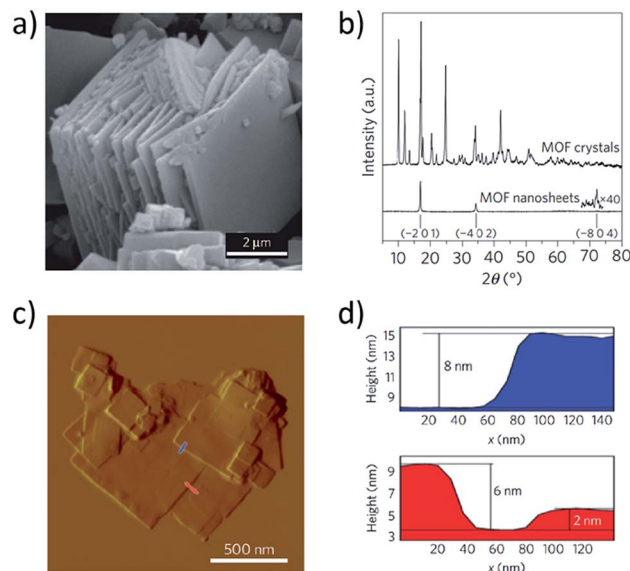 a)
2 μm
b)
Intensity (a.u.)
MOF crystals
MOF nanosheets
×40
(−2 0 1)
(−4 0 2)
(−8 0 4)
10 20 30 40 50 60 70 80
2θ (°)
c)
500 nm
d)
Height (nm)
15
13
11
9
8 nm
20 40 60 80 100 120 140
x (nm)
Height (nm)
9
7
5
3
6 nm
2 nm
20 40 60 80 100 120
x (nm)